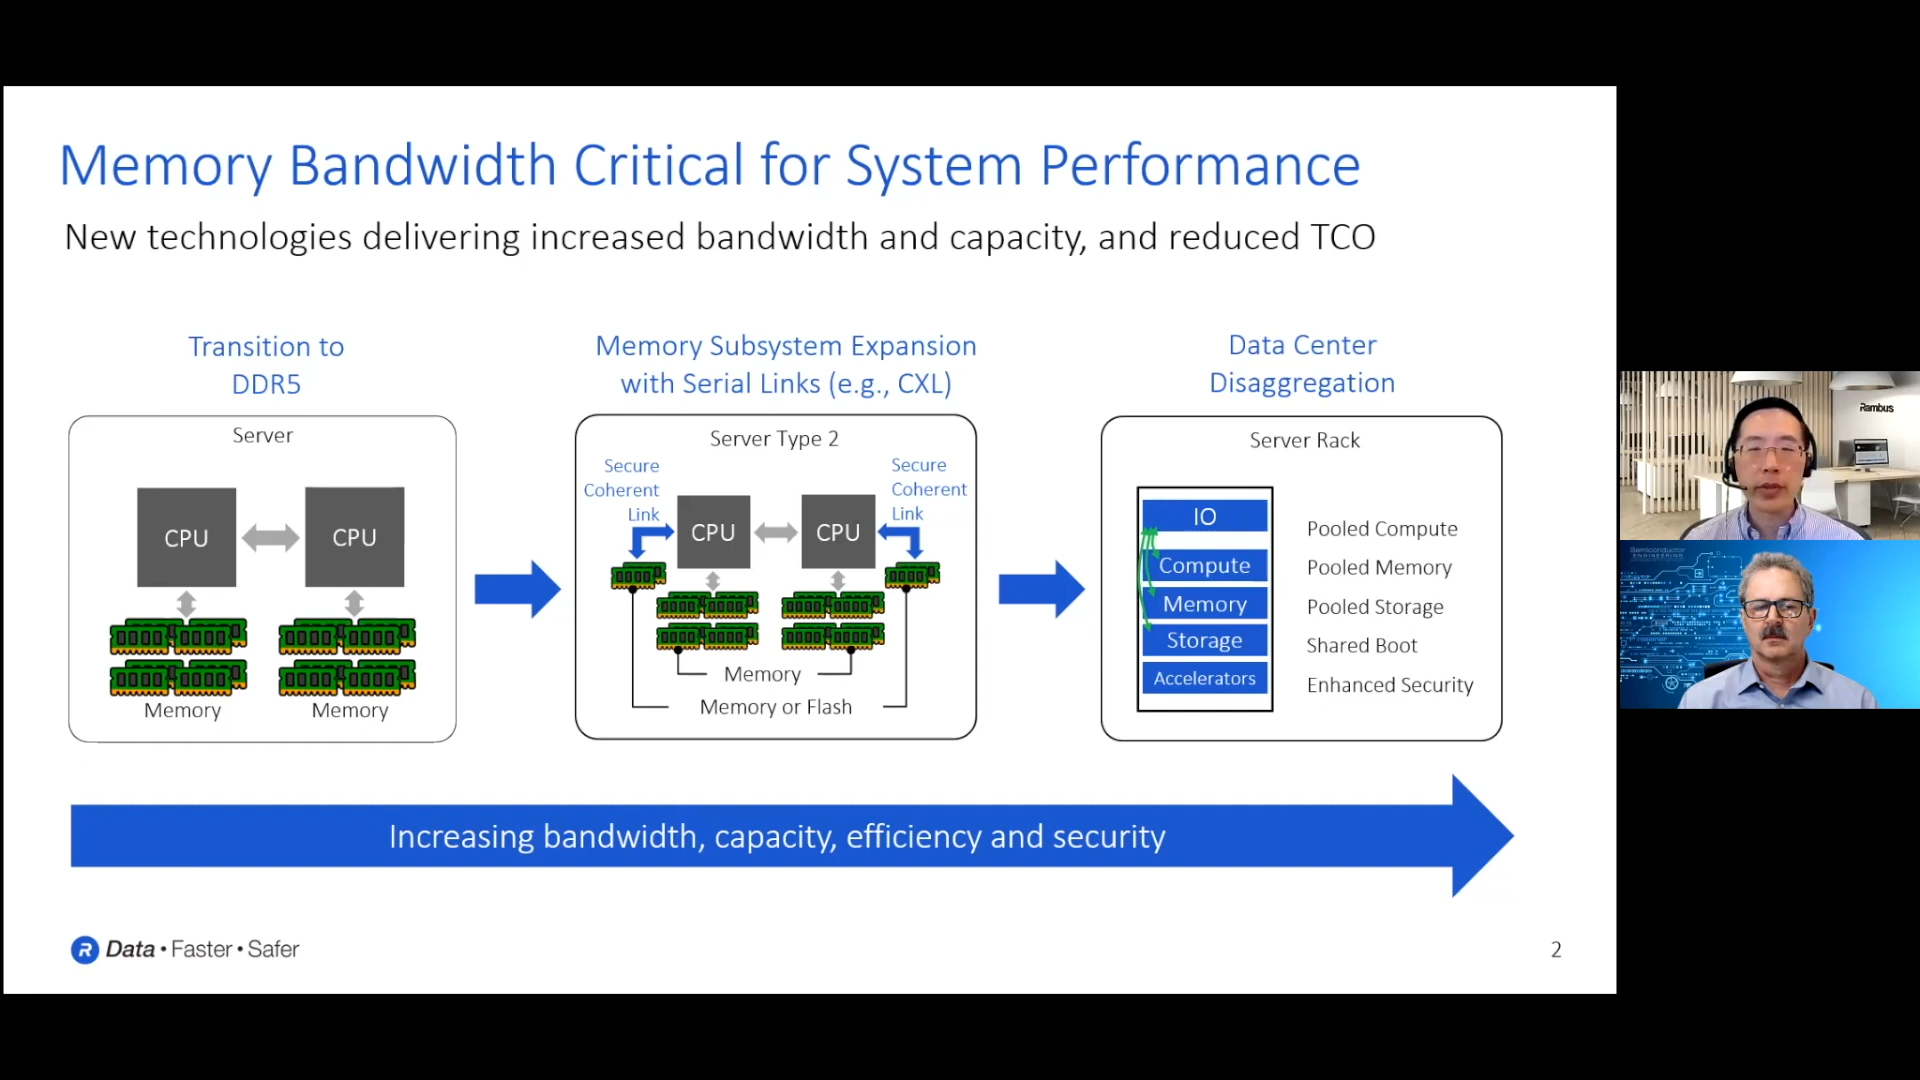 Memory Bandwidth Critical for System Performance
New technologies delivering increased bandwidth and capacity, and reduced TCO
Transition to
DDR5
Server
CPU
CPU
Memory
Memory
Memory Subsystem Expansion
with Serial Links (e.g., CXL)
Server Type 2
Secure
Coherent
Link
Secure
Coherent
Link
CPU
CPU
Memory
Memory or Flash
Data Center
Disaggregation
Server Rack
IO
Compute
Memory
Storage
Accelerators
Pooled Compute
Pooled Memory
Pooled Storage
Shared Boot
Enhanced Security
Increasing bandwidth, capacity, efficiency and security
R Data • Faster • Safer
2
Rambus
Semiconductor
ENGINEERING